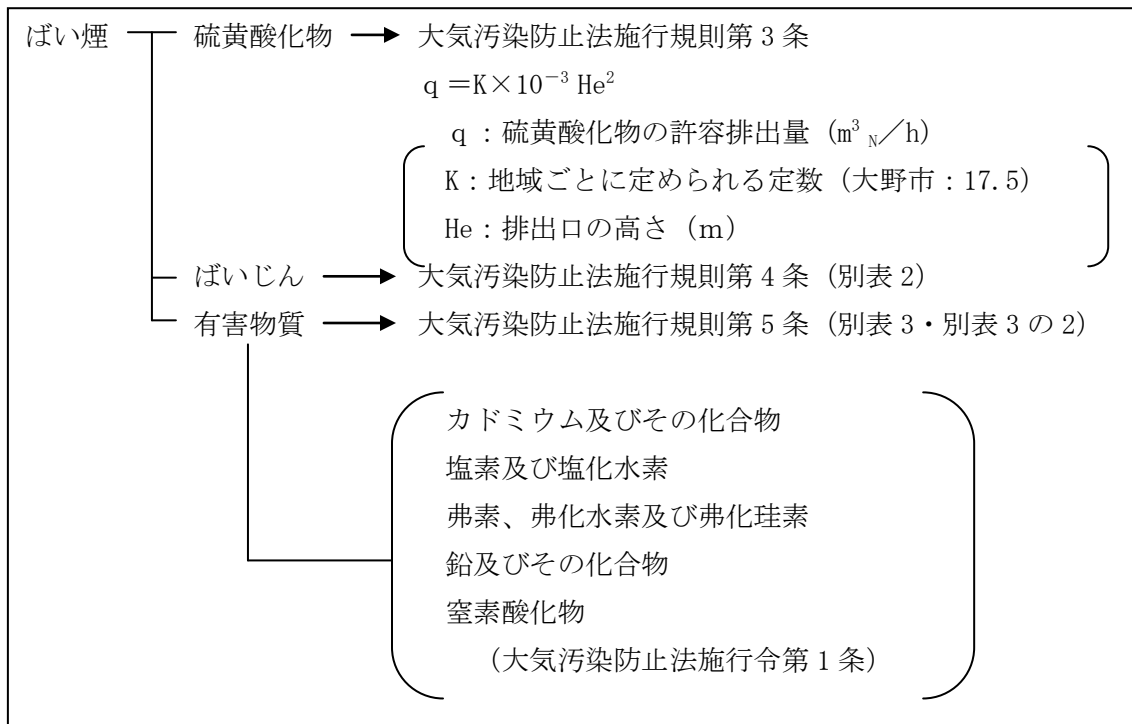 ばい煙 硫黄酸化物 大気汚染防止法施行規則第3条
q=K×10⁻³ He²
q:硫黄酸化物の許容排出量(m³N/h)
K:地域ごとに定められる定数(大野市:17.5)
He:排出口の高さ(m)
ばいじん 大気汚染防止法施行規則第4条(別表2)
有害物質 大気汚染防止法施行規則第5条(別表3・別表3の2)
カドミウム及びその化合物
塩素及び塩化水素
弗素、弗化水素及び弗化珪素
鉛及びその化合物
窒素酸化物
(大気汚染防止法施行令第1条)